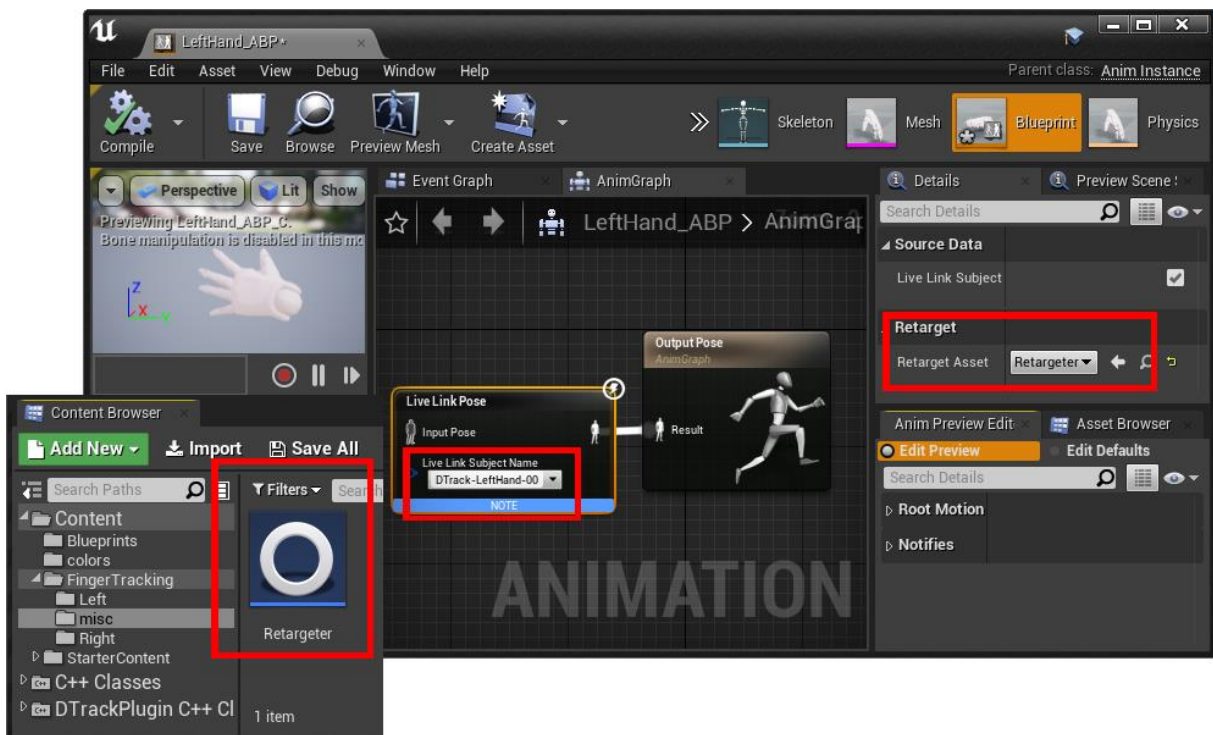 LeftHand_ABP*
File Edit Asset View Debug Window Help
Parent class: Anim Instance
Compile Save Browse Preview Mesh Create Asset
Skeleton Mesh Blueprint Physics
Perspective Lit Show
Previewing LeftHand_ABP_C.
Bone manipulation is disabled in this mo
Z
X
Y
Event Graph AnimGraph
LeftHand_ABP > AnimGrap
Output Pose
AnimGraph
Result
Live Link Pose
Input Pose
Live Link Subject Name
DTrack-LeftHand-00
NOTE
ANIMATION
Details Preview Scene S
Search Details
Source Data
Live Link Subject
Retarget
Retarget Asset Retargeter
Anim Preview Edit Asset Browser
Edit Preview Edit Defaults
Search Details
Root Motion
Notifies
Content Browser
Add New Import Save All
Search Paths
Filters Search
Content
Blueprints
colors
FingerTracking
Left
misc
Right
StarterContent
C++ Classes
DTrackPlugin C++ Cl
Retargeter
1 item